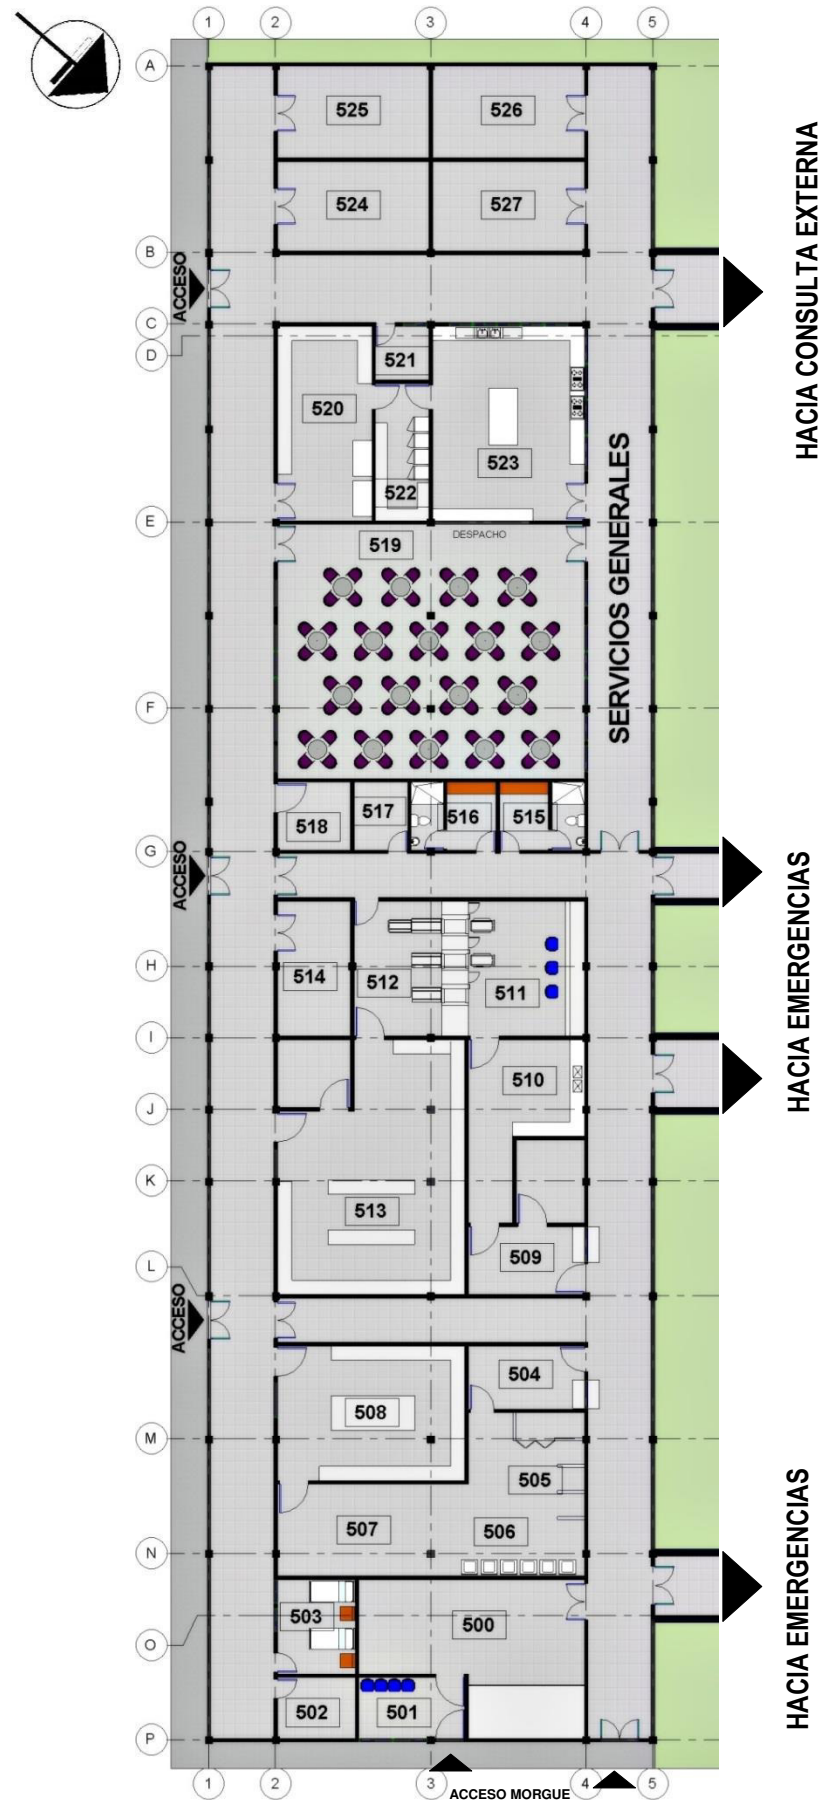 1 2 3 4 5
A
525 526
524 527
B
ACCESO
HACIA CONSULTA EXTERNA
C
D
521
520
523
522
E
519
DESPACHO
SERVICIOS GENERALES
F
518 517 516 515
G
ACCESO
HACIA EMERGENCIAS
H
514 512 511
I
510
J
K
513
509
L
ACCESO
504
508
M
505
507 506
N
HACIA EMERGENCIAS
503
500
O
502 501
P
1 2 3 4 5
ACCESO MORGUE